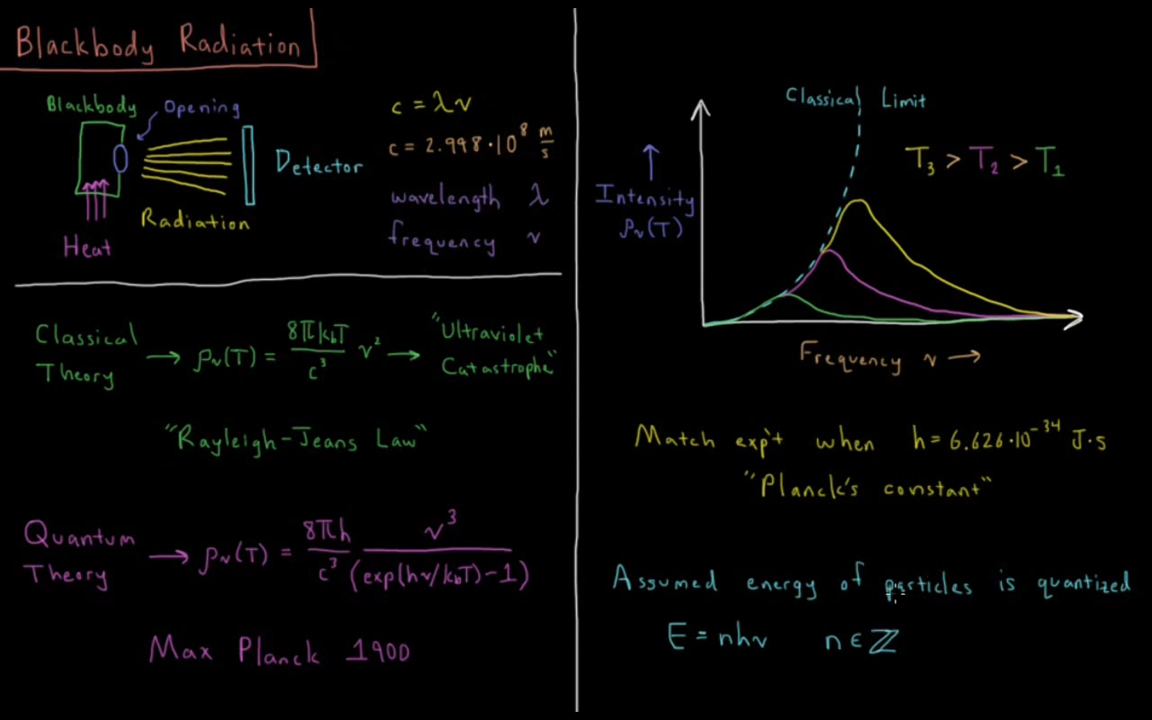 Blackbody Radiation
Blackbody
Opening
Detector
Radiation
Heat
c = λν
c = 2.998·10⁸ m/s
wavelength λ
frequency ν
Classical Theory → ρν(T) = 8πk_bT/c³ ν² → "Ultraviolet Catastrophe"
"Rayleigh-Jeans Law"
Quantum Theory → ρν(T) = 8πh/c³ ν³/(exp(hν/k_bT)-1)
Max Planck 1900
Classical Limit
T₃ > T₂ > T₁
Intensity
ρν(T)
Frequency ν →
Match exp't when h = 6.626·10⁻³⁴ J·s
"Planck's constant"
Assumed energy of particles is quantized
E = nhν n ∈ ℤ